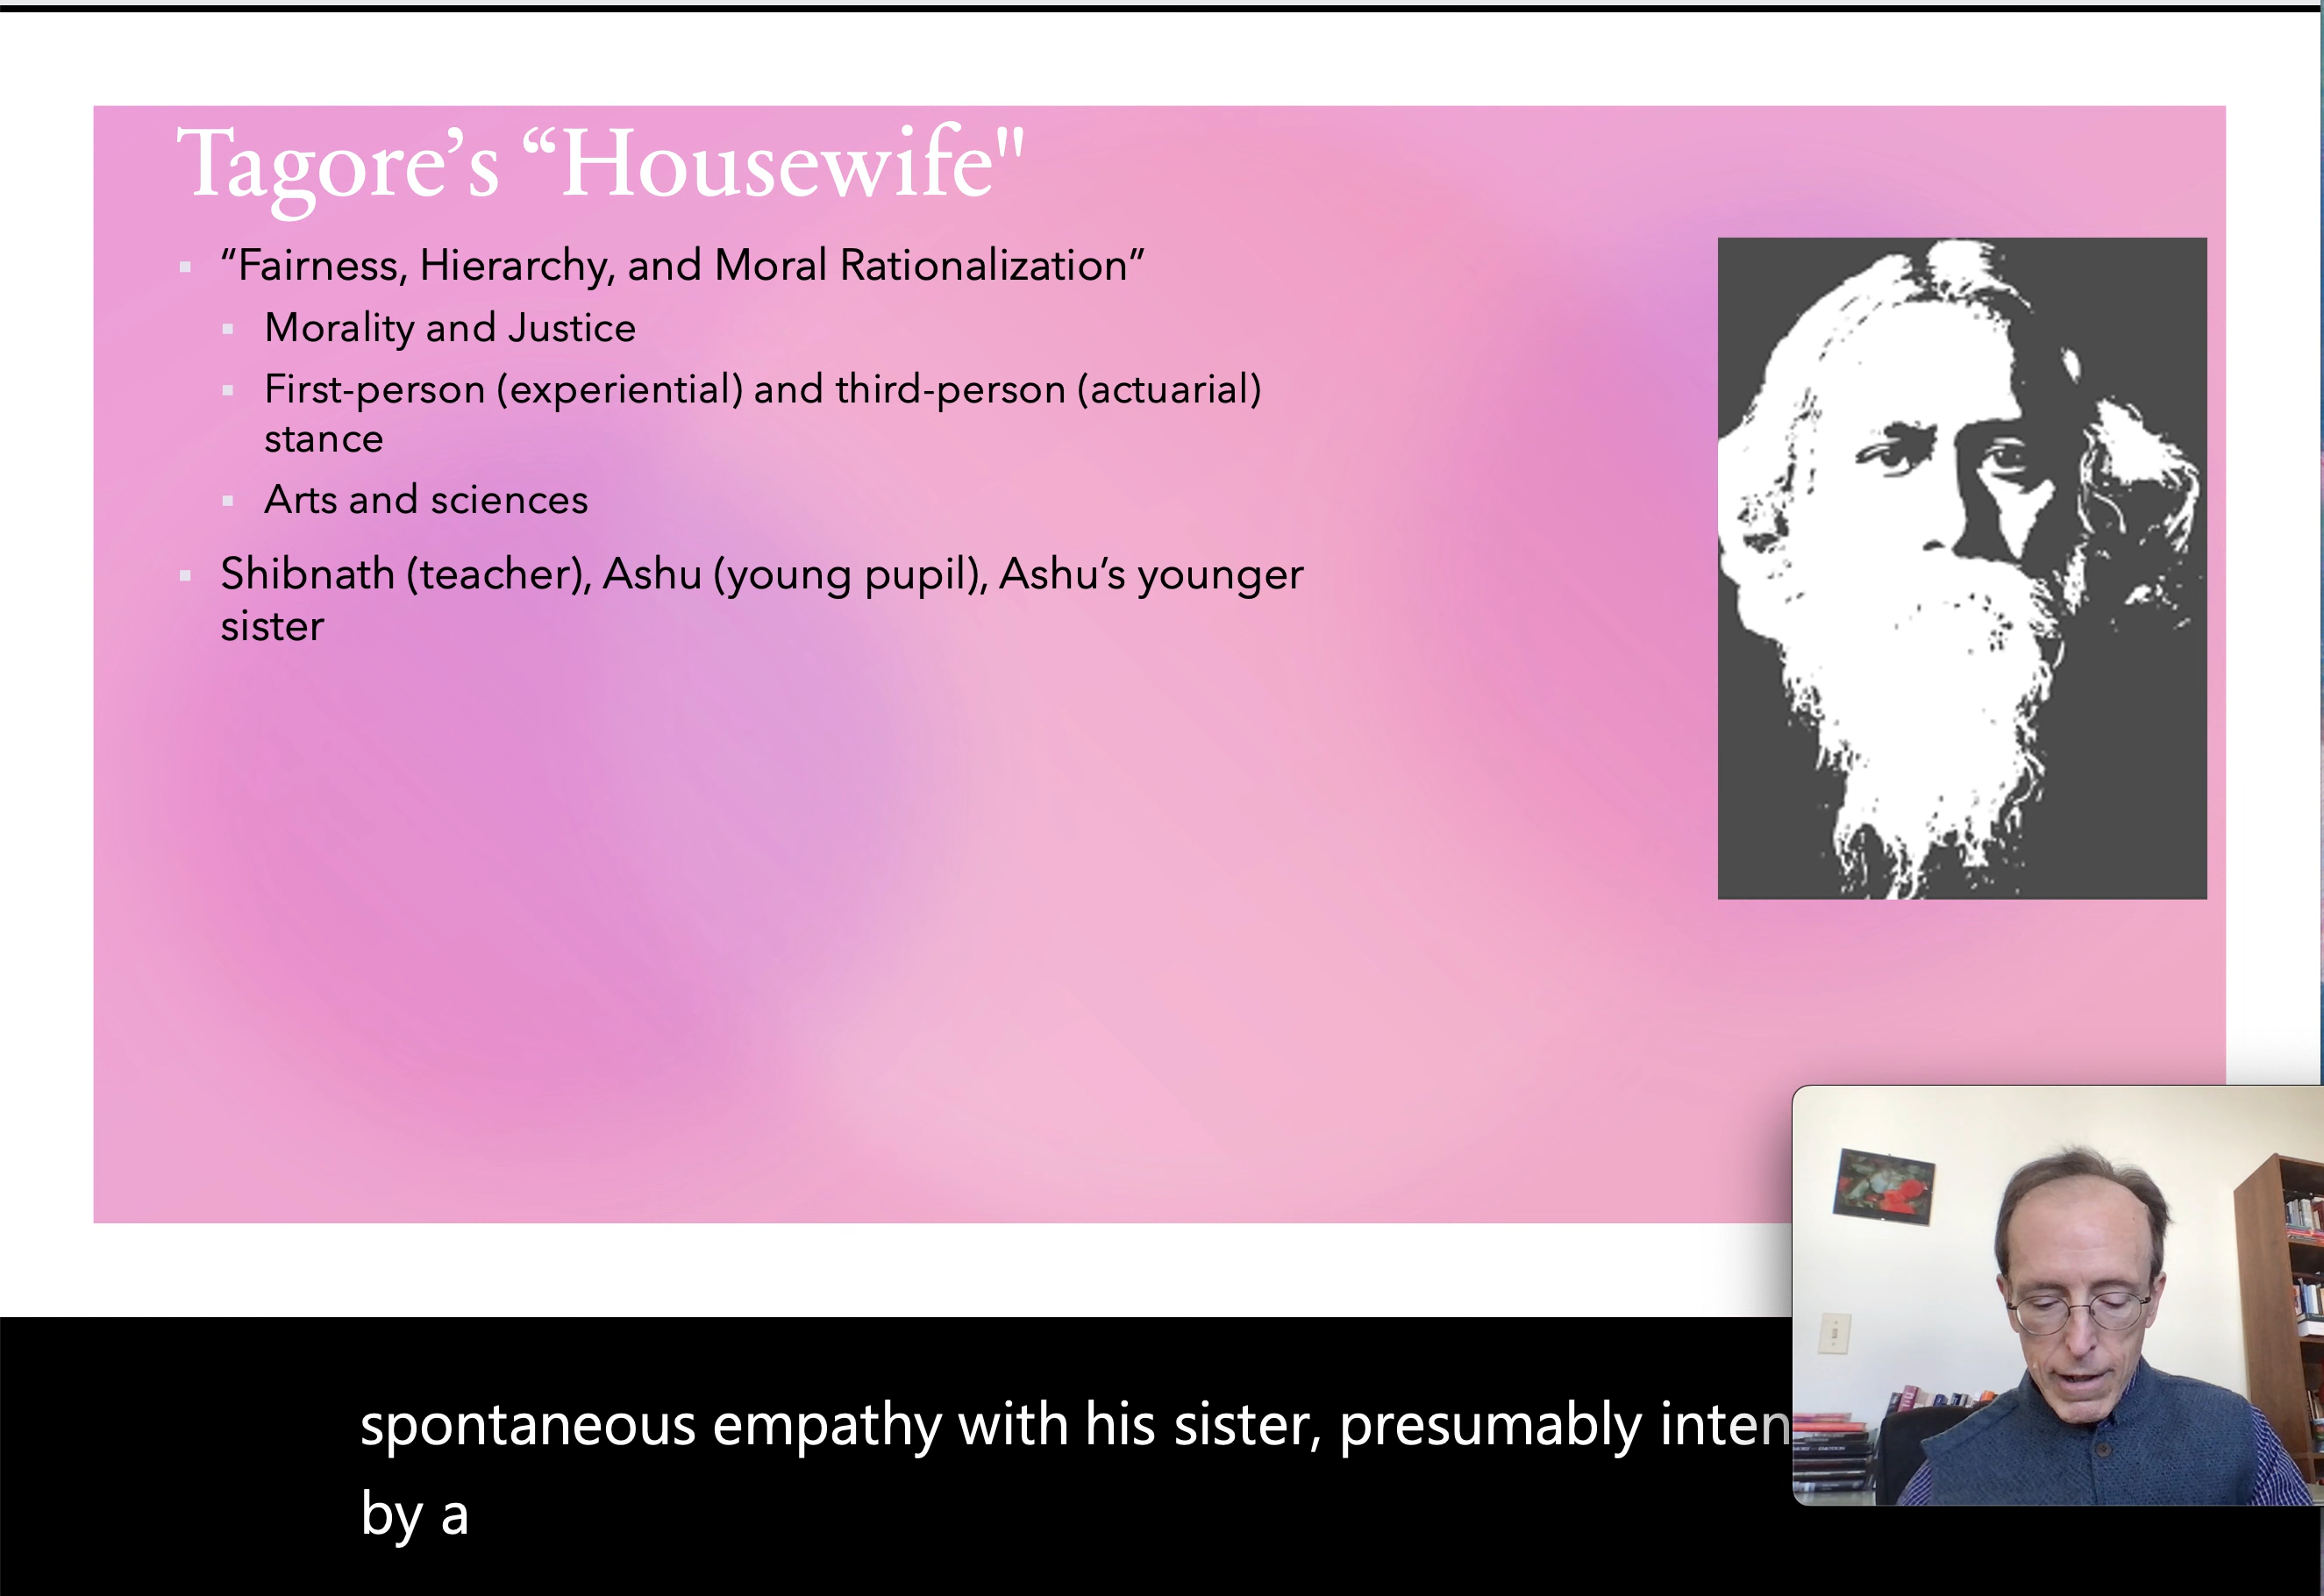 Tagore’s “Housewife"
“Fairness, Hierarchy, and Moral Rationalization”
Morality and Justice
First-person (experiential) and third-person (actuarial)
stance
Arts and sciences
Shibnath (teacher), Ashu (young pupil), Ashu’s younger
sister
spontaneous empathy with his sister, presumably inten
by a